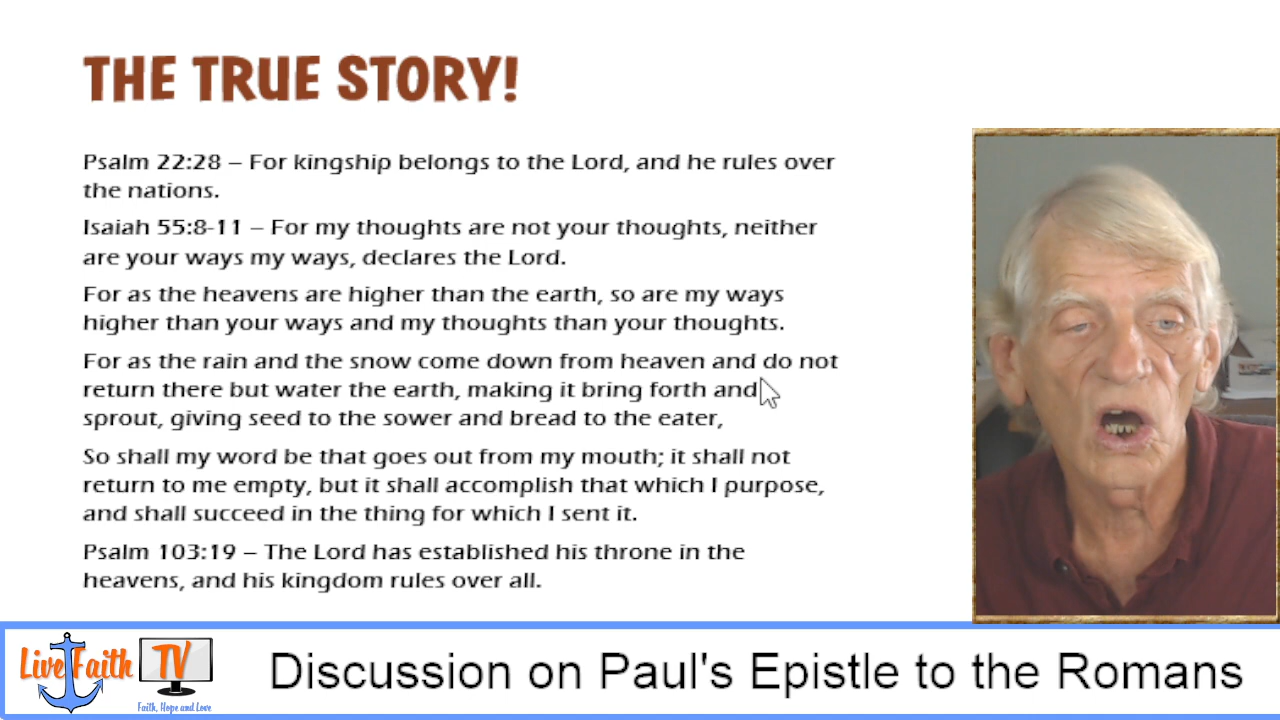 THE TRUE STORY!
Psalm 22:28 – For kingship belongs to the Lord, and he rules over
the nations.
Isaiah 55:8-11 – For my thoughts are not your thoughts, neither
are your ways my ways, declares the Lord.
For as the heavens are higher than the earth, so are my ways
higher than your ways and my thoughts than your thoughts.
For as the rain and the snow come down from heaven and do not
return there but water the earth, making it bring forth and
sprout, giving seed to the sower and bread to the eater,
So shall my word be that goes out from my mouth; it shall not
return to me empty, but it shall accomplish that which I purpose,
and shall succeed in the thing for which I sent it.
Psalm 103:19 – The Lord has established his throne in the
heavens, and his kingdom rules over all.
Live Faith TV
Faith, Hope and Love
Discussion on Paul's Epistle to the Romans